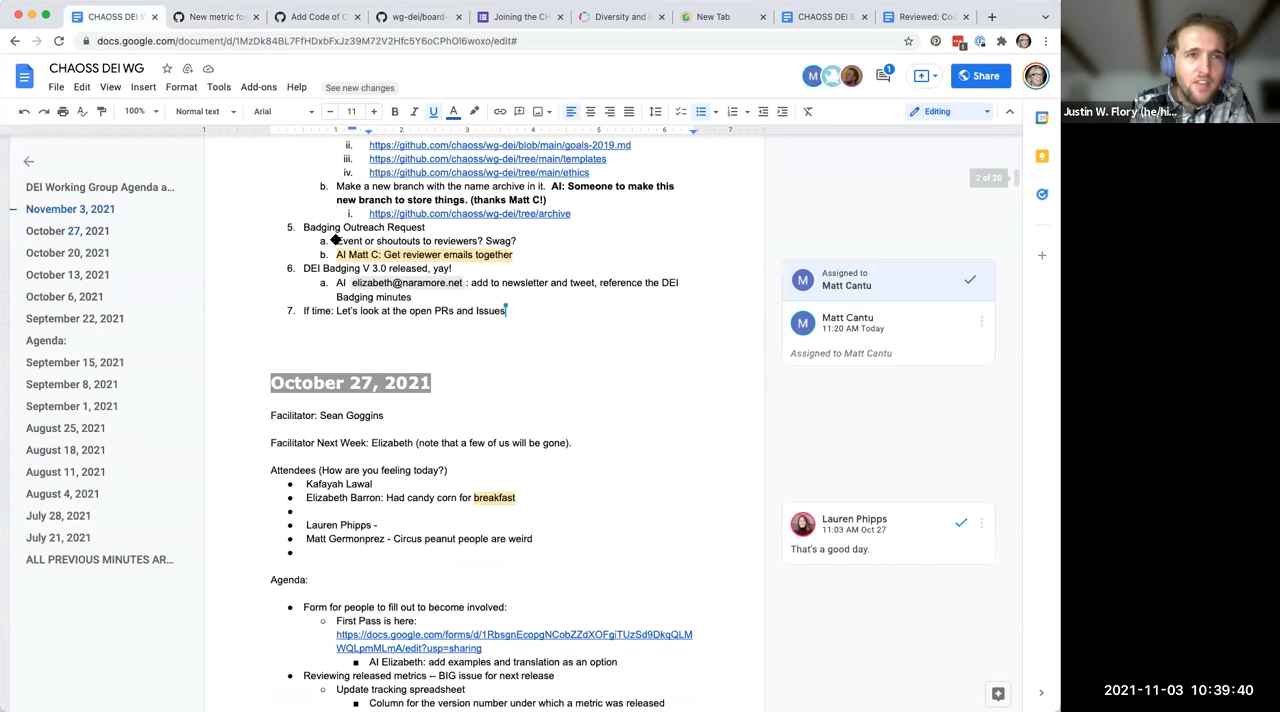 CHAOSS DEI WG
New metric for
Add Code of C
wg-dei/board-
Joining the CH
Diversity and i
New Tab
CHAOSS DEI B
Reviewed: Cod
docs.google.com/document/d/1MzDk84BL7FfHDxbFxJz39M72V2Hfc5Y6oCPhOl6woxo/edit#
CHAOSS DEI WG
File Edit View Insert Format Tools Add-ons Help See new changes
1
Share
100% Normal text Arial 11 B I U A Editing
1 1 2 3 4 5 6 7
DEI Working Group Agenda a...
November 3, 2021
October 27, 2021
October 20, 2021
October 13, 2021
October 6, 2021
September 22, 2021
Agenda:
September 15, 2021
September 8, 2021
September 1, 2021
August 25, 2021
August 18, 2021
August 11, 2021
August 4, 2021
July 28, 2021
July 21, 2021
ALL PREVIOUS MINUTES AR...
ii. https://github.com/chaoss/wg-dei/blob/main/goals-2019.md
iii. https://github.com/chaoss/wg-dei/tree/main/templates
iv. https://github.com/chaoss/wg-dei/tree/main/ethics
b. Make a new branch with the name archive in it. AI: Someone to make this
new branch to store things. (thanks Matt C!)
i. https://github.com/chaoss/wg-dei/tree/archive
5. Badging Outreach Request
a. Event or shoutouts to reviewers? Swag?
b. AI Matt C: Get reviewer emails together
6. DEI Badging V 3.0 released, yay!
a. AI elizabeth@naramore.net : add to newsletter and tweet, reference the DEI
Badging minutes
7. If time: Let's look at the open PRs and Issues
October 27, 2021
Facilitator: Sean Goggins
Facilitator Next Week: Elizabeth (note that a few of us will be gone).
Attendees (How are you feeling today?)
● Kafayah Lawal
● Elizabeth Barron: Had candy corn for breakfast
●
● Lauren Phipps -
● Matt Germonprez - Circus peanut people are weird
●
Agenda:
● Form for people to fill out to become involved:
○ First Pass is here:
https://docs.google.com/forms/d/1RbsgnEcopgNCobZZdXOFgiTUzSd9DkqQLM
WQLpmMLmA/edit?usp=sharing
■ AI Elizabeth: add examples and translation as an option
● Reviewing released metrics -- BIG issue for next release
○ Update tracking spreadsheet
■ Column for the version number under which a metric was released
2 of 20
M
Assigned to
Matt Cantu
M
Matt Cantu
11:20 AM Today
Assigned to Matt Cantu
Lauren Phipps
11:03 AM Oct 27
That's a good day.
Justin W. Flory (he/hi...
2021-11-03 10:39:40